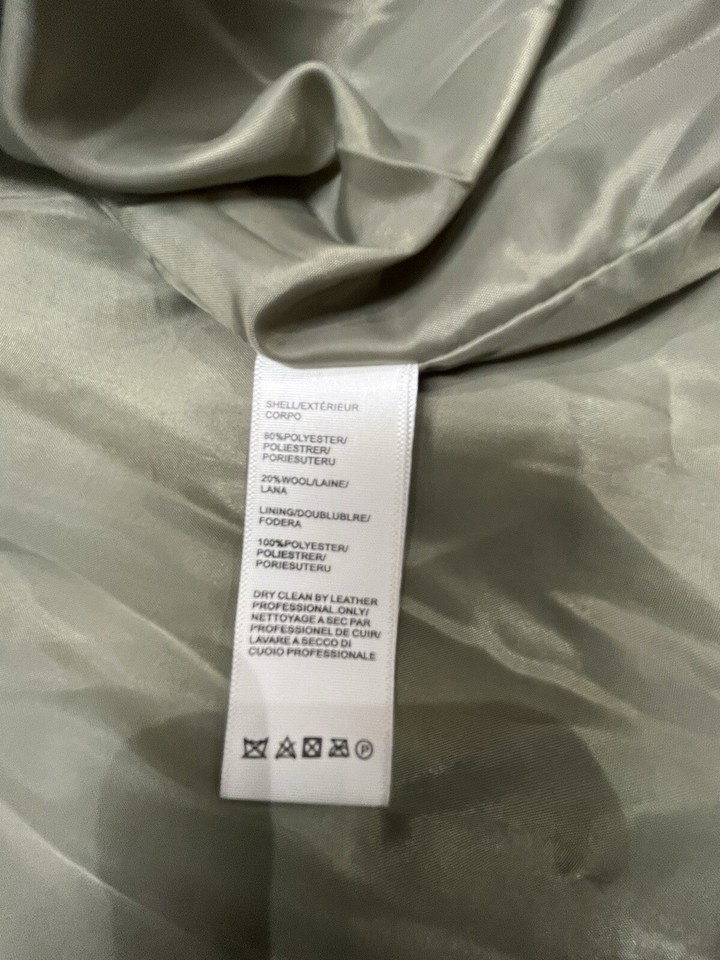 SHELL/EXTÉRIEUR
CORPO
80%POLYESTER/
POLIESTRER/
PORIESUTERU
20%WOOL/LAINE/
LANA
LINING/DOUBLUBLRE/
FODERA
100%POLYESTER/
POLIESTRER/
PORIESUTERU
DRY CLEAN BY LEATHER
PROFESSIONAL.ONLY/
NETTOYAGE A SEC PAR
PROFESSIONEL DE CUIR/
LAVARE A SECCO DI
CUOIO PROFESSIONALE
P